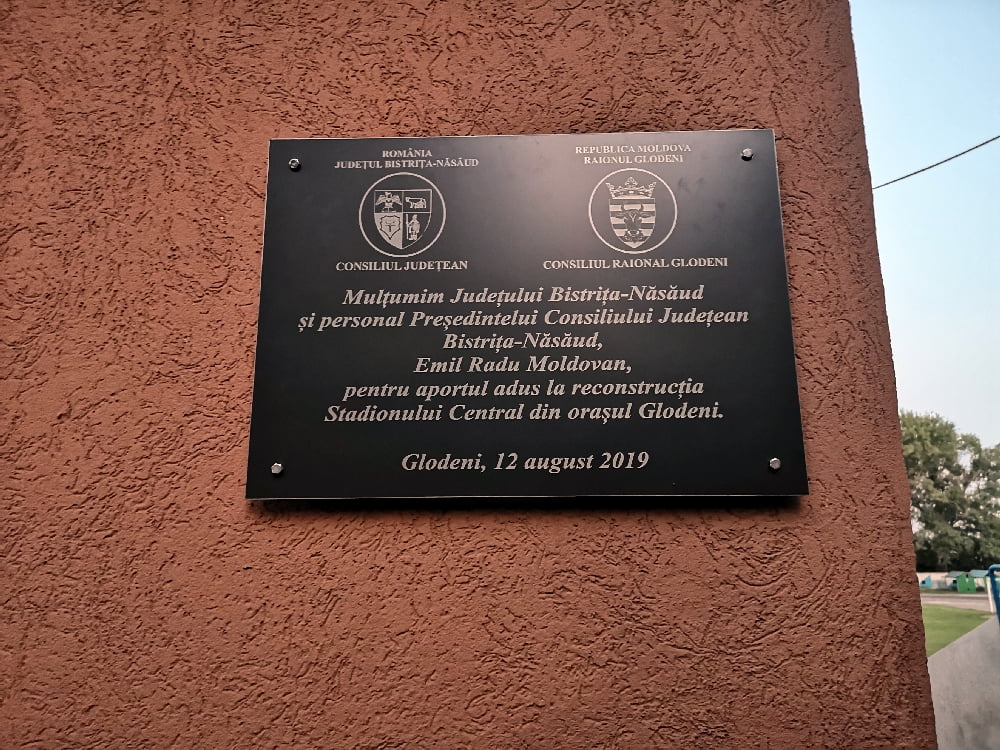 ROMÂNIA
JUDEȚUL BISTRIȚA-NĂSĂUD
CONSILIUL JUDEȚEAN
REPUBLICA MOLDOVA
RAIONUL GLODENI
CONSILIUL RAIONAL GLODENI
Mulțumim Județului Bistrița-Năsăud
și personal Președintelui Consiliului Județean
Bistrița-Năsăud,
Emil Radu Moldovan,
pentru aportul adus la reconstrucția
Stadionului Central din orașul Glodeni.
Glodeni, 12 august 2019